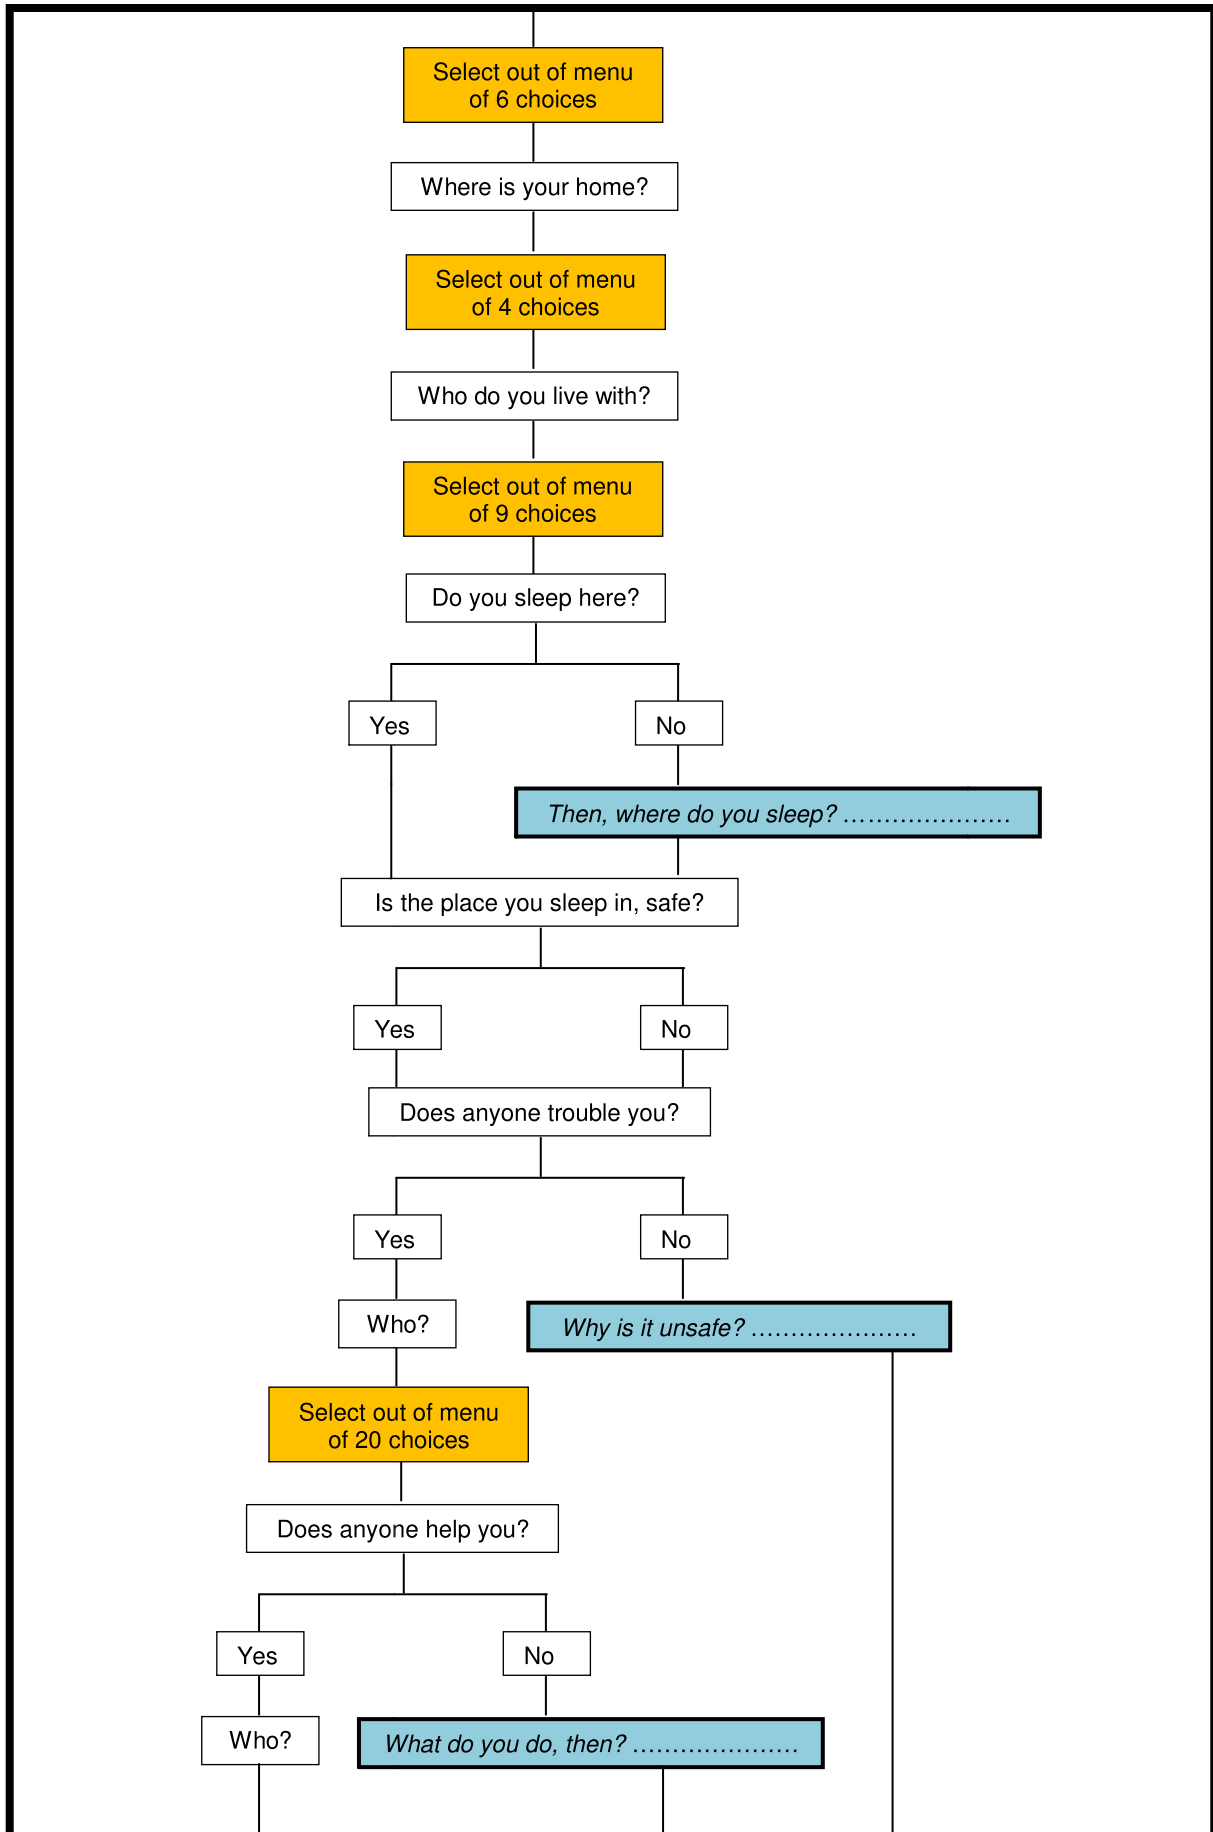 Select out of menu
of 6 choices
Where is your home?
Select out of menu
of 4 choices
Who do you live with?
Select out of menu
of 9 choices
Do you sleep here?
Yes
No
Then, where do you sleep? .....................
Is the place you sleep in, safe?
Yes
No
Does anyone trouble you?
Yes
No
Who?
Why is it unsafe? .....................
Select out of menu
of 20 choices
Does anyone help you?
Yes
No
Who?
What do you do, then? .....................